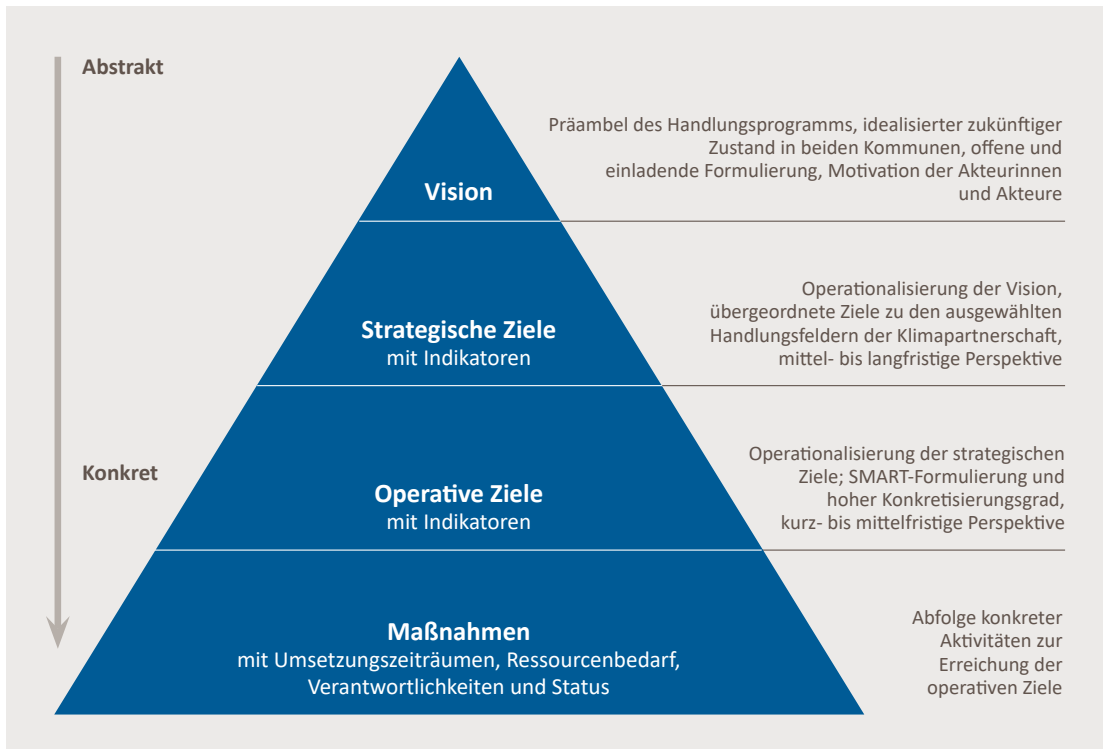 Abstrakt
Präambel des Handlungsprogramms, idealisierter zukünftiger
Zustand in beiden Kommunen, offene und
einladende Formulierung, Motivation der Akteurinnen
und Akteure
Vision
Operationalisierung der Vision,
übergeordnete Ziele zu den ausgewählten
Handlungsfeldern der Klimapartnerschaft,
mittel- bis langfristige Perspektive
Strategische Ziele
mit Indikatoren
Konkret
Operationalisierung der strategischen
Ziele; SMART-Formulierung und
hoher Konkretisierungsgrad,
kurz- bis mittelfristige Perspektive
Operative Ziele
mit Indikatoren
Maßnahmen
mit Umsetzungszeiträumen, Ressourcenbedarf,
Verantwortlichkeiten und Status
Abfolge konkreter
Aktivitäten zur
Erreichung der
operativen Ziele